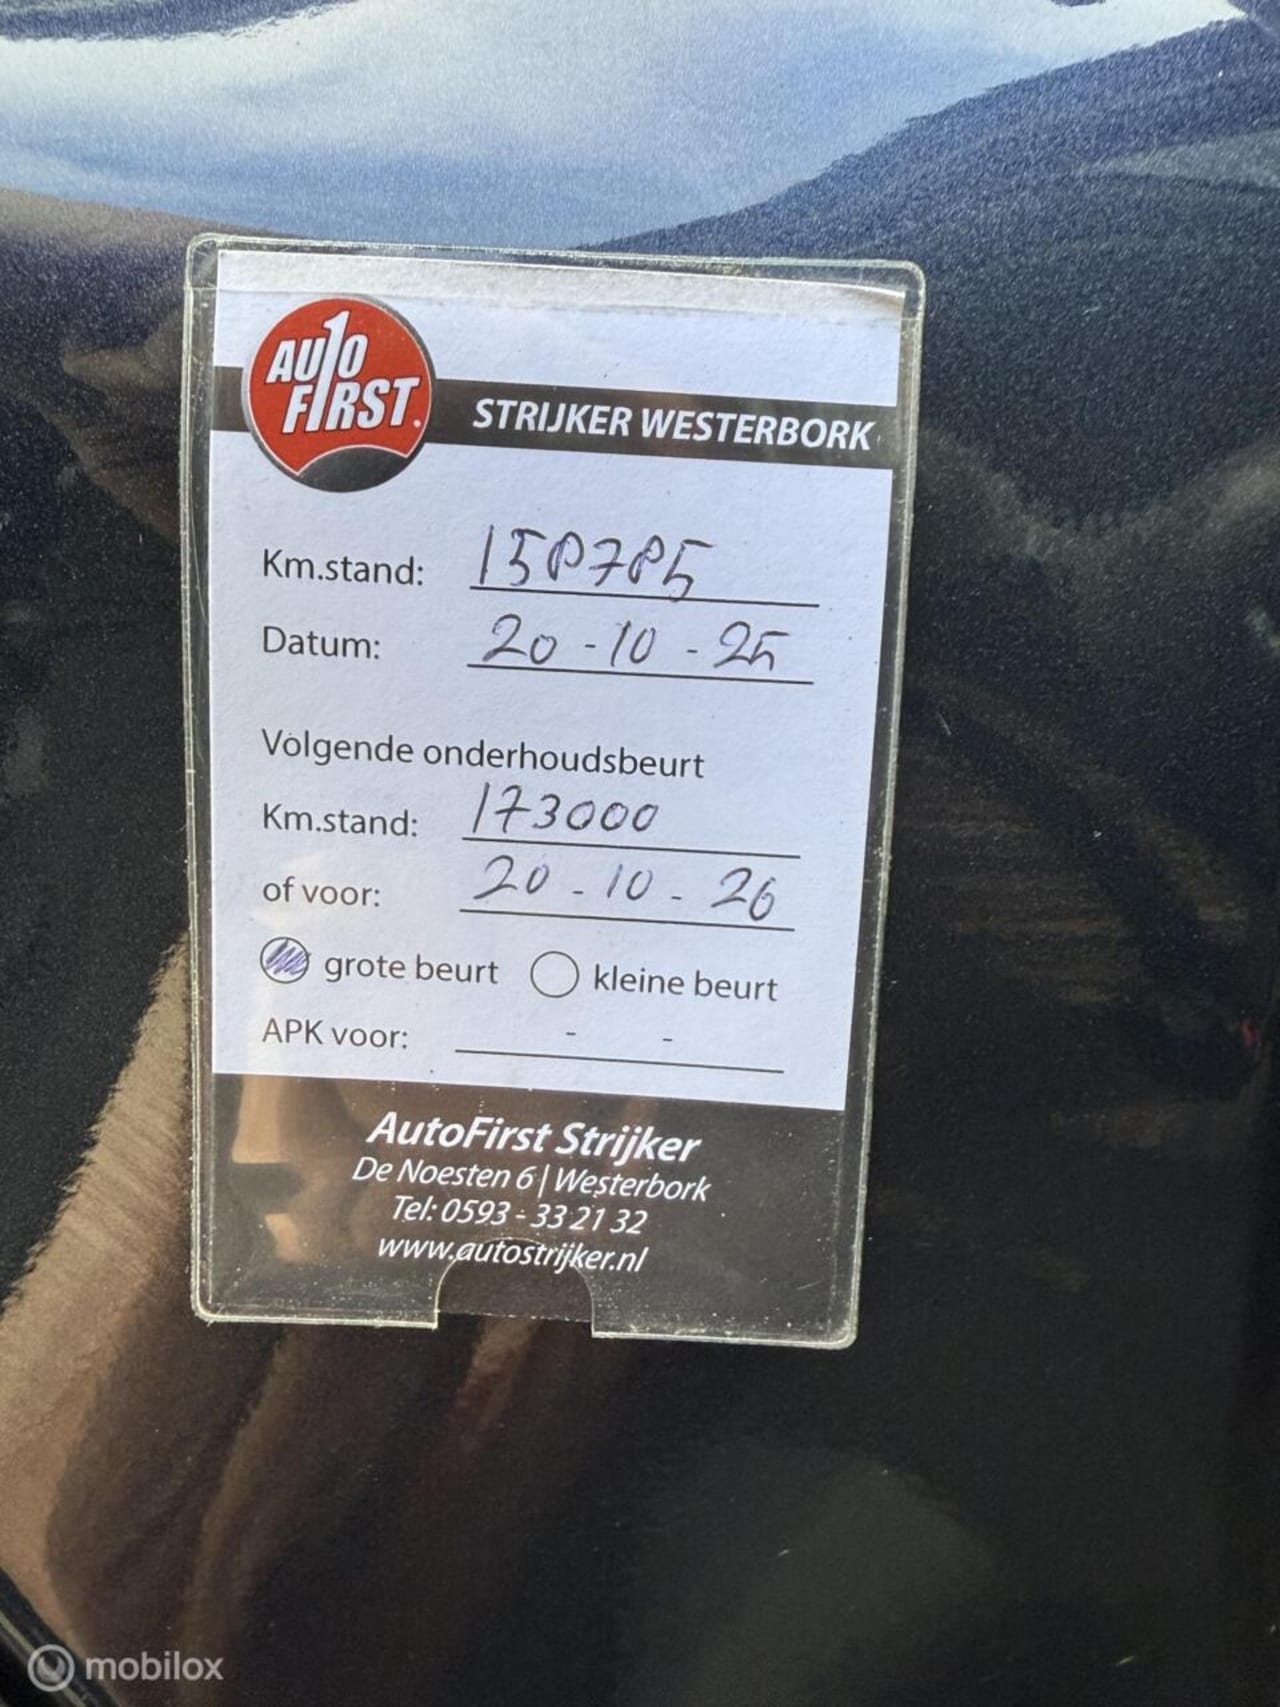 AUTO
FIRST.
STRIJKER WESTERBORK
Km.stand: 158785
Datum: 20-10-25
Volgende onderhoudsbeurt
Km.stand: 173000
of voor: 20-10-26
grote beurt kleine beurt
APK voor: - -
AutoFirst Strijker
De Noesten 6 | Westerbork
Tel: 0593 - 33 21 32
www.autostrijker.nl
mobilox